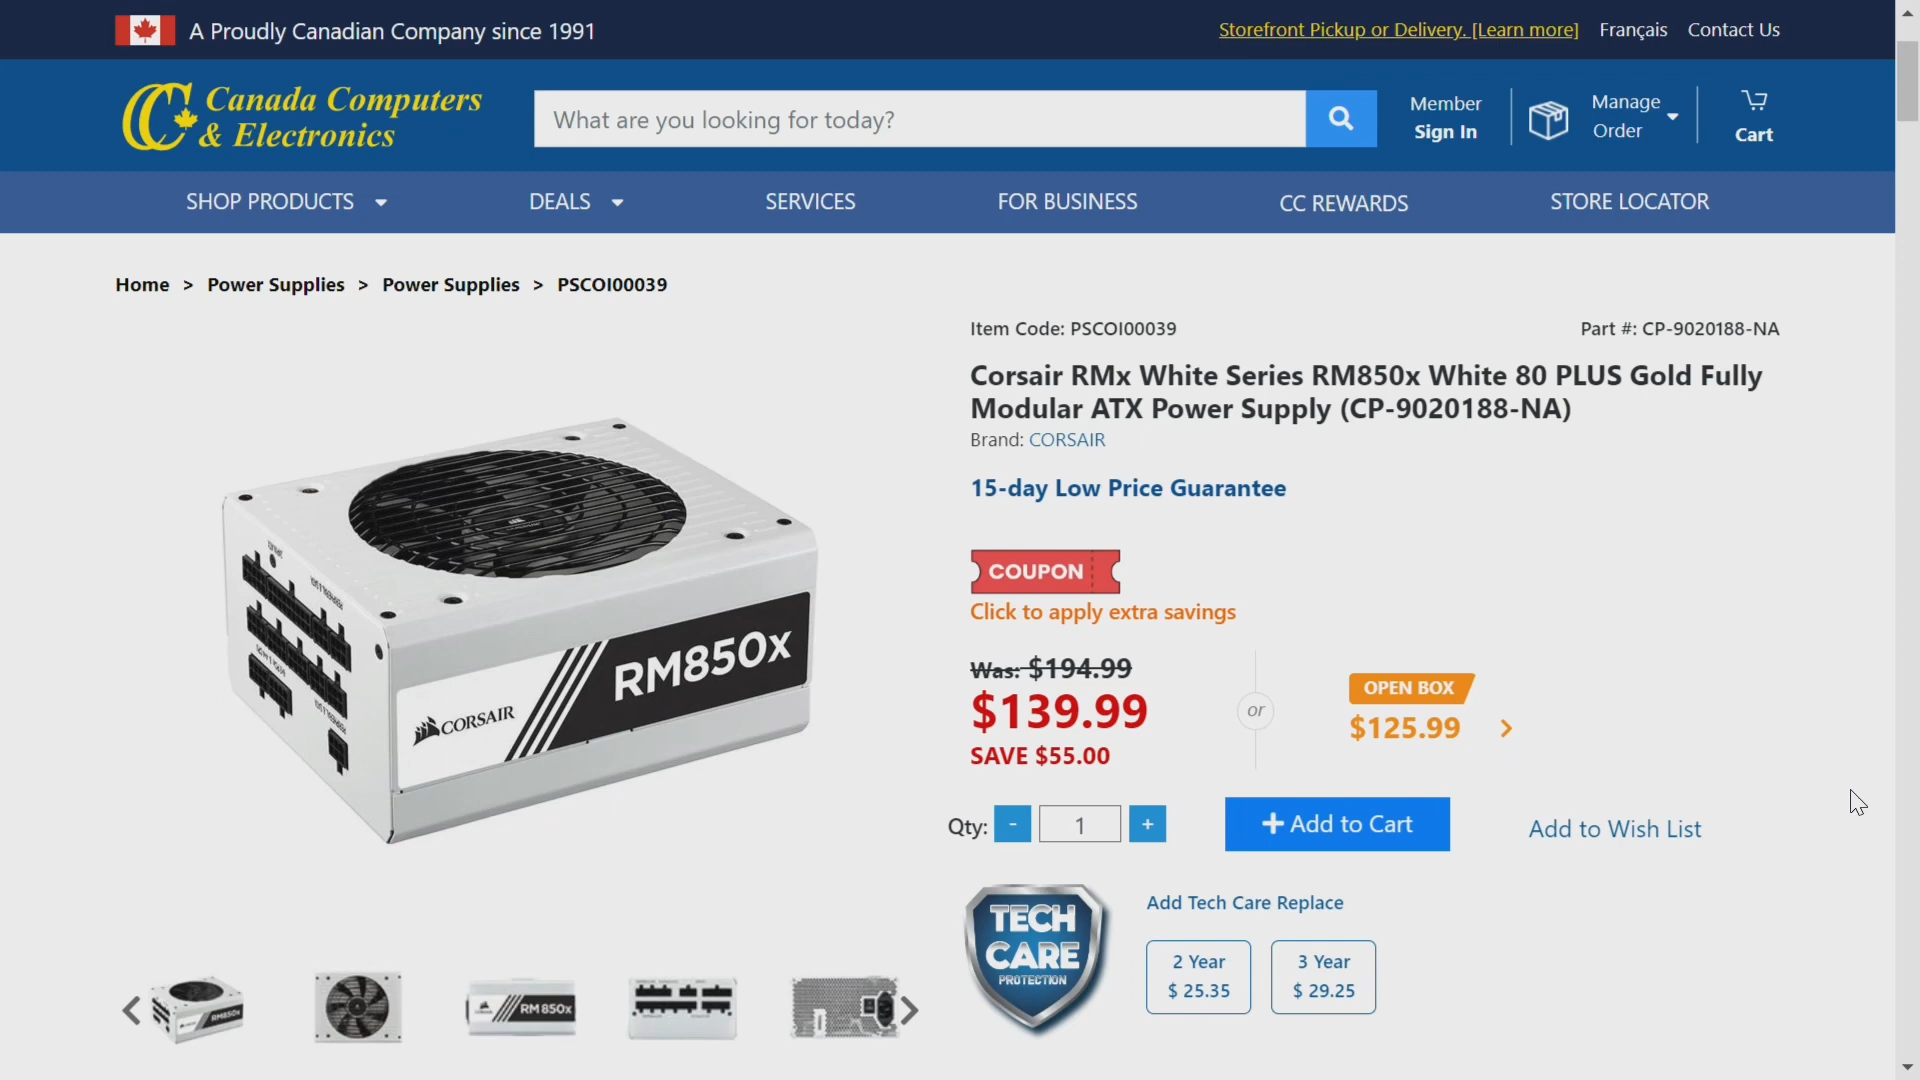 A Proudly Canadian Company since 1991
Storefront Pickup or Delivery. [Learn more]
Français
Contact Us
Canada Computers
& Electronics
What are you looking for today?
Member
Sign In
Manage
Order
Cart
SHOP PRODUCTS
DEALS
SERVICES
FOR BUSINESS
CC REWARDS
STORE LOCATOR
Home > Power Supplies > Power Supplies > PSCOI00039
Item Code: PSCOI00039
Part #: CP-9020188-NA
Corsair RMx White Series RM850x White 80 PLUS Gold Fully
Modular ATX Power Supply (CP-9020188-NA)
Brand: CORSAIR
15-day Low Price Guarantee
COUPON
Click to apply extra savings
Was: $194.99
$139.99
SAVE $55.00
or
OPEN BOX
$125.99
RM850x
CORSAIR
Qty:
-
1
+
+ Add to Cart
Add to Wish List
TECH
CARE
PROTECTION
Add Tech Care Replace
2 Year
$ 25.35
3 Year
$ 29.25
RM850x
RM 850x